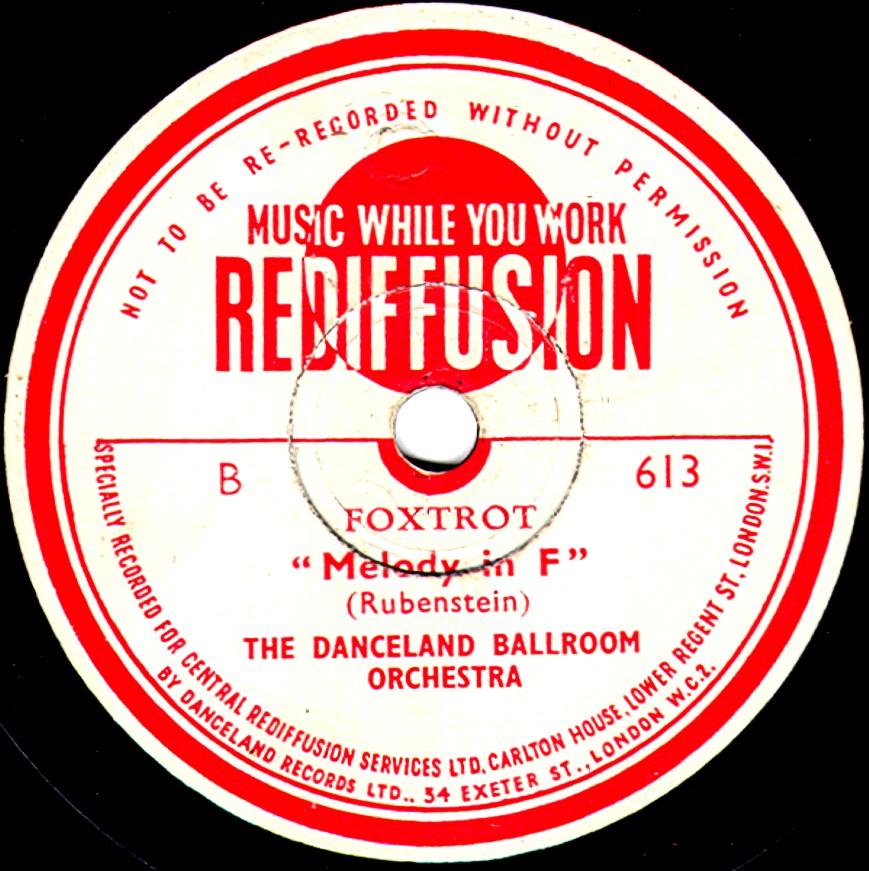 NOT TO BE RE-RECORDED WITHOUT PERMISSION
MUSIC WHILE YOU WORK
REDIFFUSION
B
613
FOXTROT
“Melody in F”
(Rubenstein)
THE DANCELAND BALLROOM
ORCHESTRA
SPECIALLY RECORDED FOR CENTRAL REDIFFUSION SERVICES LTD. CARLTON HOUSE, LOWER REGENT ST. LONDON.S.W.1.
BY DANCELAND RECORDS LTD., 34 EXETER ST., LONDON W.C.2.